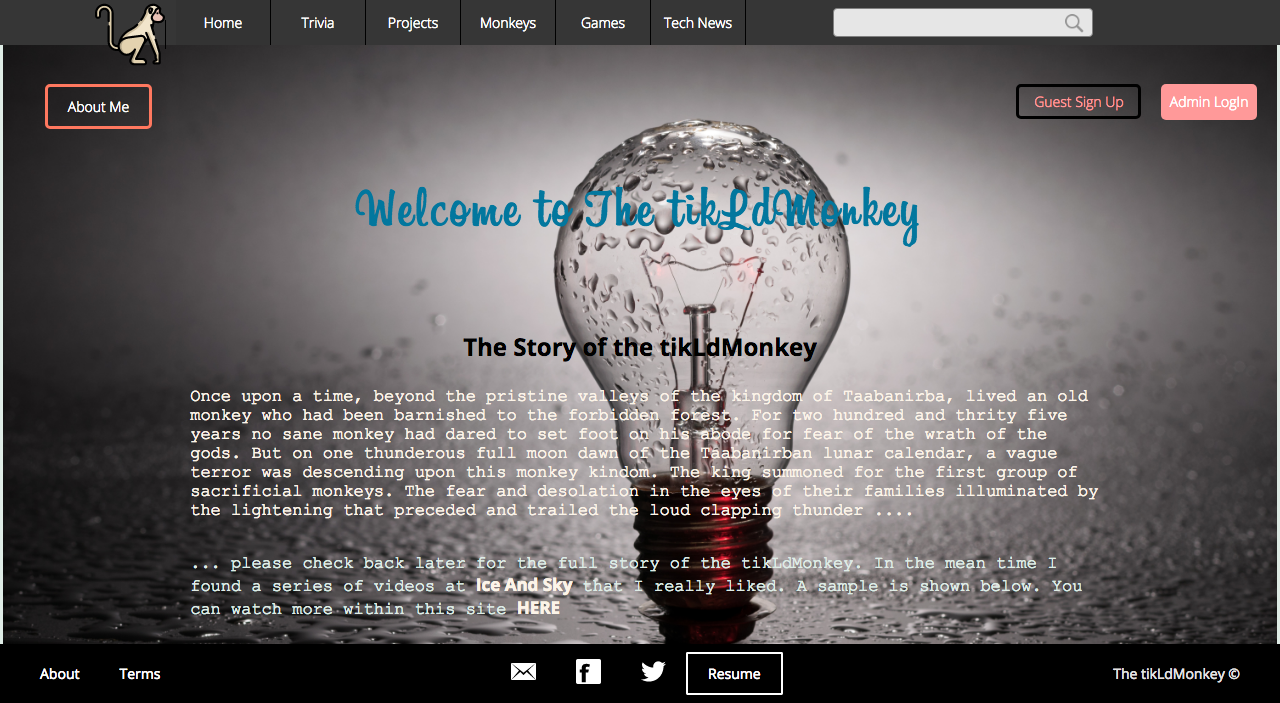 Home Trivia Projects Monkeys Games Tech News
About Me
Guest Sign Up
Admin LogIn
Welcome to The tikLdMonkey
The Story of the tikLdMonkey
Once upon a time, beyond the pristine valleys of the kingdom of Taabanirba, lived an old
monkey who had been barnished to the forbidden forest. For two hundred and thrity five
years no sane monkey had dared to set foot on his abode for fear of the wrath of the
gods. But on one thunderous full moon dawn of the Taabanirban lunar calendar, a vague
terror was descending upon this monkey kindom. The king summoned for the first group of
sacrificial monkeys. The fear and desolation in the eyes of their families illuminated by
the lightening that preceded and trailed the loud clapping thunder ....
... please check back later for the full story of the tikLdMonkey. In the mean time I
found a series of videos at Ice And Sky that I really liked. A sample is shown below. You
can watch more within this site HERE
About Terms Resume The tikLdMonkey ©